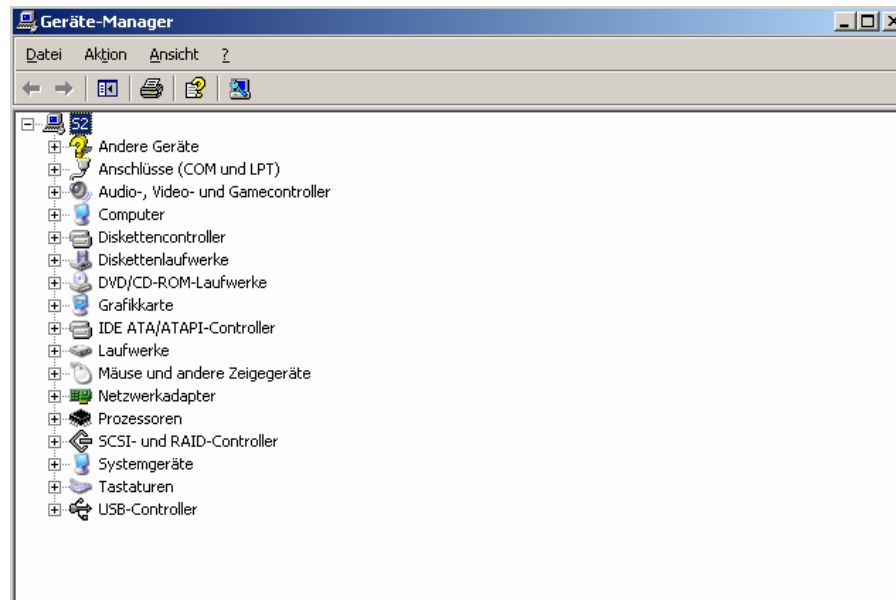 Geräte-Manager
Datei Aktion Ansicht ?
S2
Andere Geräte
Anschlüsse (COM und LPT)
Audio-, Video- und Gamecontroller
Computer
Diskettencontroller
Diskettenlaufwerke
DVD/CD-ROM-Laufwerke
Grafikkarte
IDE ATA/ATAPI-Controller
Laufwerke
Mäuse und andere Zeigegeräte
Netzwerkadapter
Prozessoren
SCSI- und RAID-Controller
Systemgeräte
Tastaturen
USB-Controller